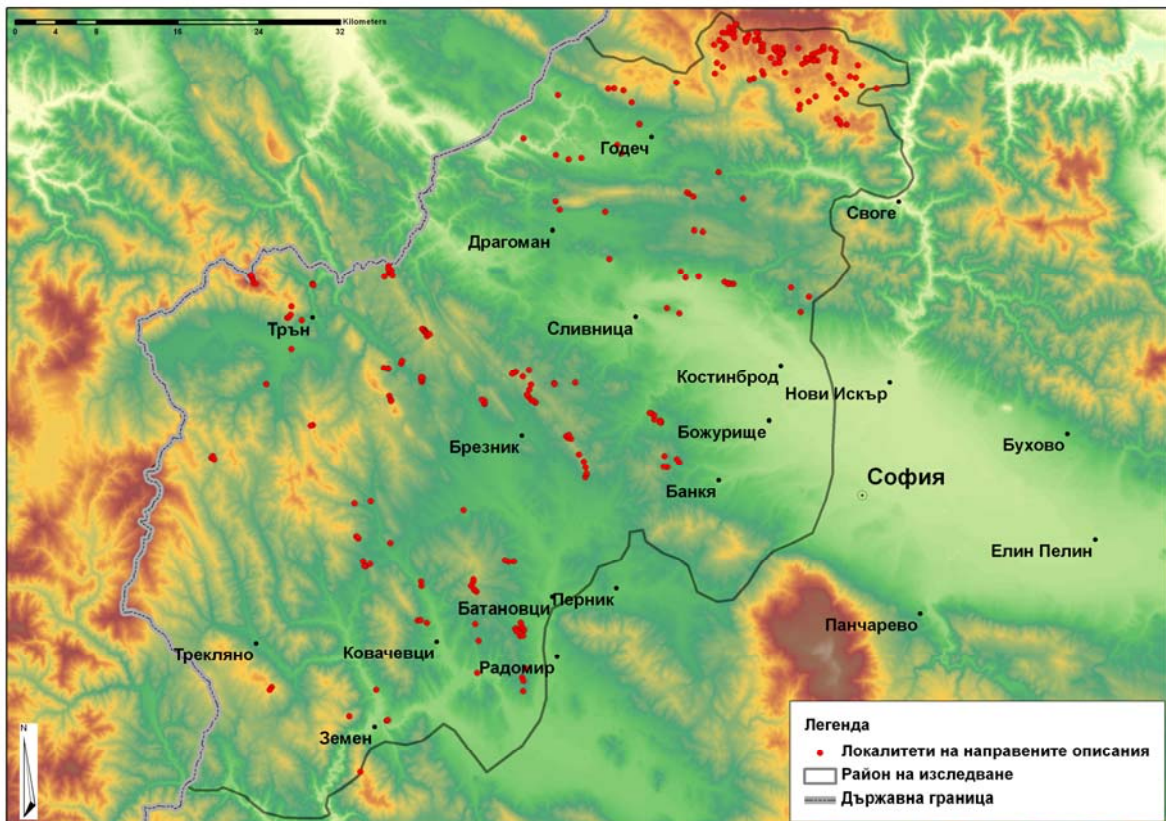 Kilometers
0 4 8 16 24 32
Годеч
Своге
Драгоман
Трън
Сливница
Костинброд
Нови Искър
Божурище
Брезник
Бухово
София
Банкя
Елин Пелин
Батановци
Перник
Панчарево
Трекляно
Ковачевци
Радомир
Земен
N
Легенда
Локалитети на направените описания
Район на изследване
Държавна граница